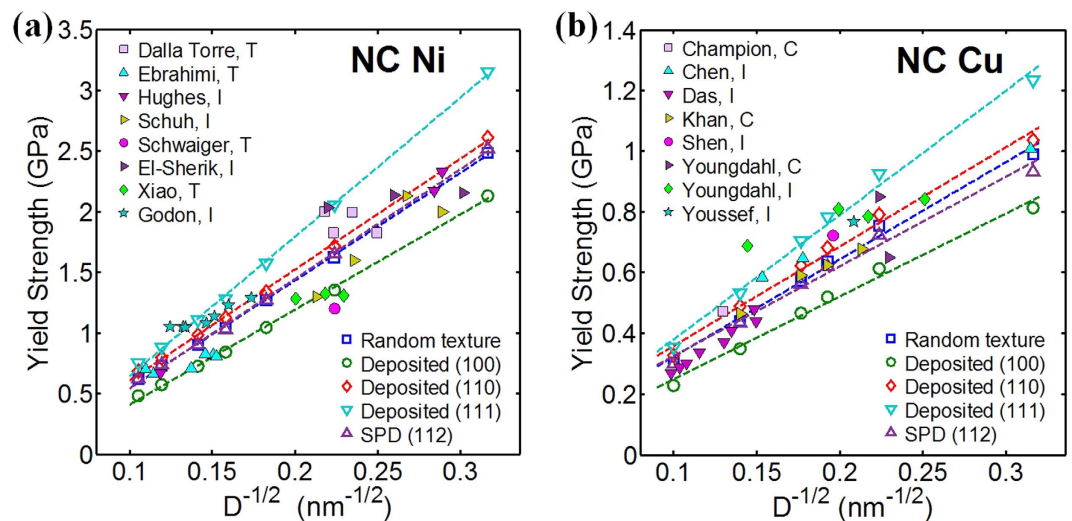 (a)
3.5
3
2.5
2
1.5
1
0.5
0
Yield Strength (GPa)
NC Ni
Dalla Torre, T
Ebrahimi, T
Hughes, I
Schuh, I
Schwaiger, T
El-Sherik, I
Xiao, T
Godon, I
Random texture
Deposited (100)
Deposited (110)
Deposited (111)
SPD (112)
0.1 0.15 0.2 0.25 0.3
D-1/2 (nm-1/2)
(b)
1.4
1.2
1
0.8
0.6
0.4
0.2
0
Yield Strength (GPa)
NC Cu
Champion, C
Chen, I
Das, I
Khan, C
Shen, I
Youngdahl, C
Youngdahl, I
Youssef, I
Random texture
Deposited (100)
Deposited (110)
Deposited (111)
SPD (112)
0.1 0.15 0.2 0.25 0.3
D-1/2 (nm-1/2)